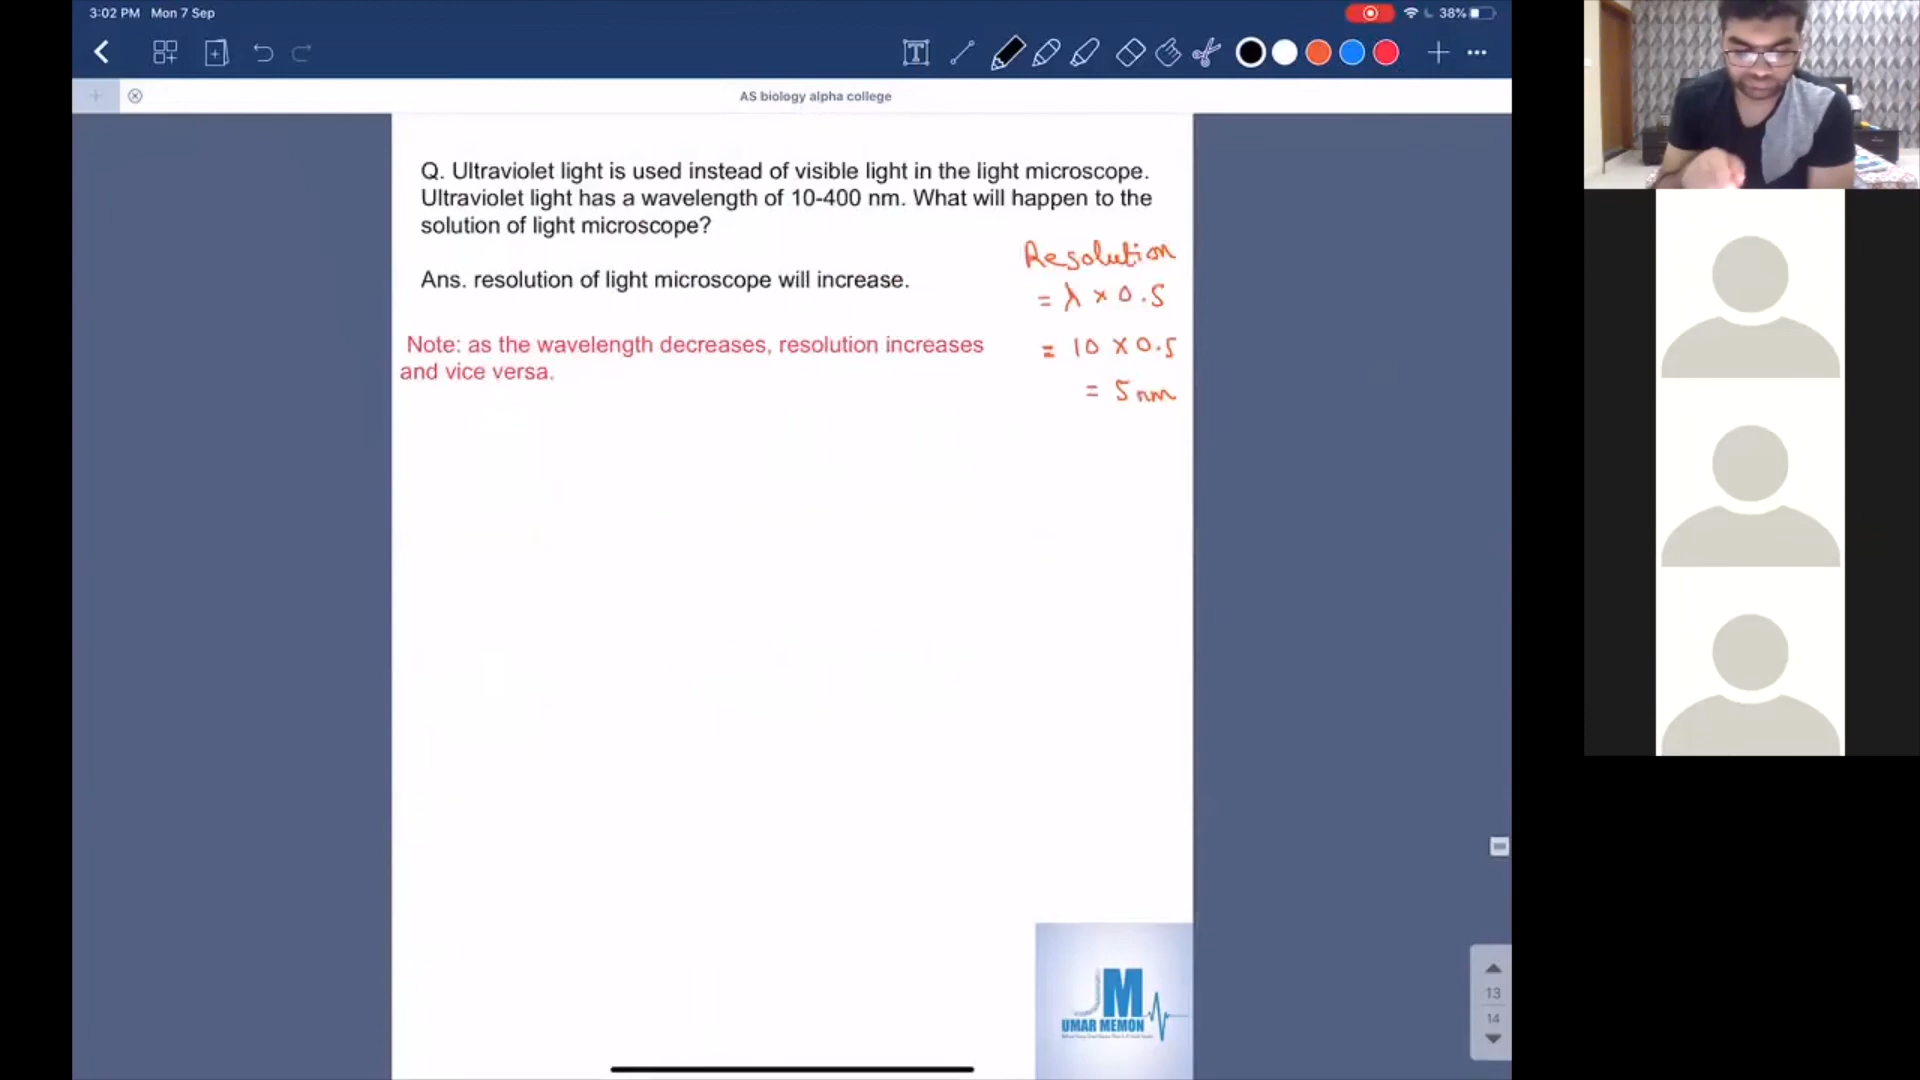 3:02 PM Mon 7 Sep
38%
AS biology alpha college
Q. Ultraviolet light is used instead of visible light in the light microscope.
Ultraviolet light has a wavelength of 10-400 nm. What will happen to the
solution of light microscope?
Resolution
Ans. resolution of light microscope will increase.
= λ × 0.5
Note: as the wavelength decreases, resolution increases
and vice versa.
= 10 × 0.5
= 5nm
13
14
UMAR MEMON